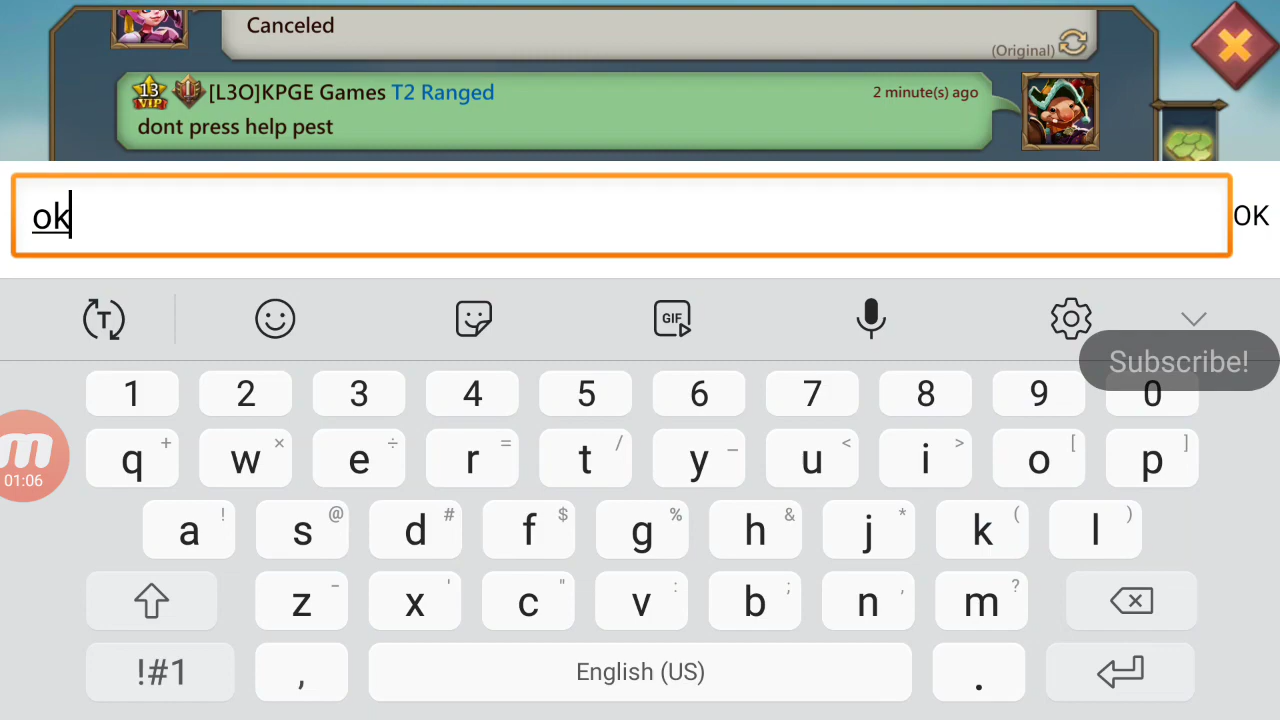 Canceled
(Original)
13 VIP [L3O]KPGE Games T2 Ranged 2 minute(s) ago
dont press help pest
ok OK
T GIF
Subscribe!
1 2 3 4 5 6 7 8 9 0
q + w × e ÷ r = t / y _ u < i > o [ p ]
01:06
a ! s @ d # f $ g % h & j * k ( l )
z - x ' c " v : b ; n , m ?
!#1 , English (US) .